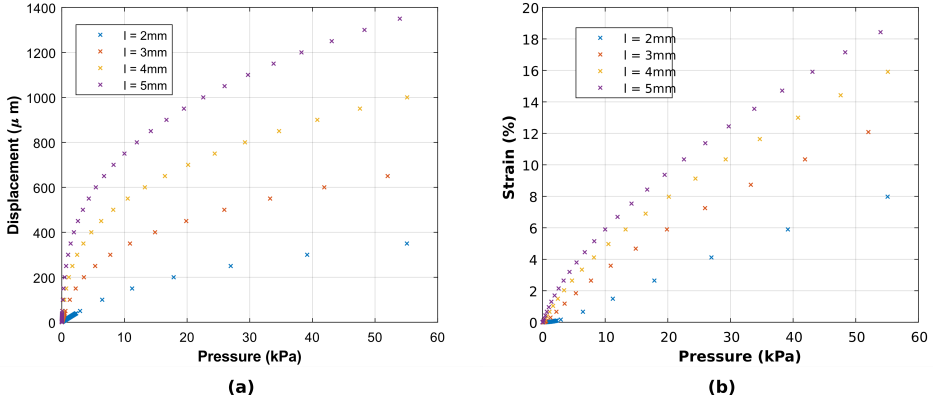 1400
1200
1000
800
600
400
200
0
0 10 20 30 40 50 60
Displacement (μ m)
Pressure (kPa)
l = 2mm
l = 3mm
l = 4mm
l = 5mm
(a)
20
18
16
14
12
10
8
6
4
2
0
0 10 20 30 40 50 60
Strain (%)
Pressure (kPa)
l = 2mm
l = 3mm
l = 4mm
l = 5mm
(b)